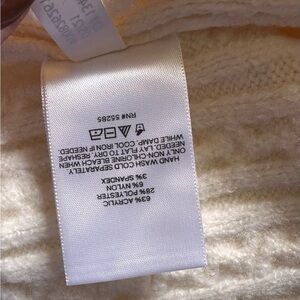 63% ACRYLIC
28% POLYESTER
6% NYLON
3% SPANDEX
HAND WASH COLD SEPARATELY.
ONLY NON-CHLORINE BLEACH WHEN
NEEDED. LAY FLAT TO DRY. RESHAPE
WHILE DAMP. COOL IRON IF NEEDED.
RN# 55285